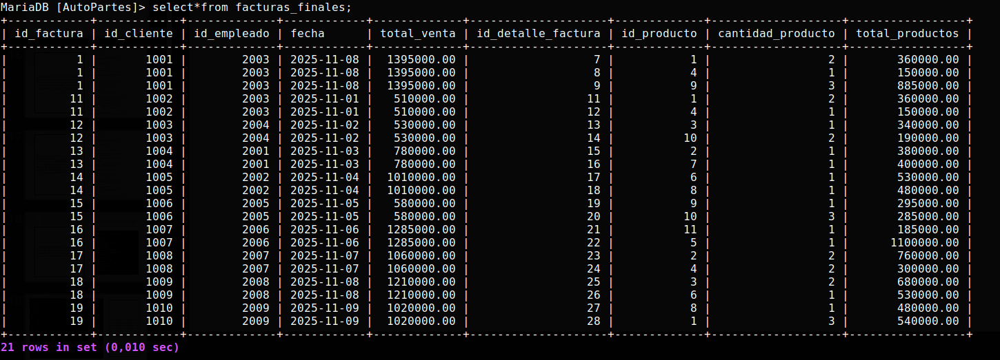 MariaDB [AutoPartes]> select*from facturas_finales;
+------------+------------+-------------+------------+-------------+--------------------+-------------+-------------------+-----------------+
| id_factura | id_cliente | id_empleado | fecha      | total_venta | id_detalle_factura | id_producto | cantidad_producto | total_productos |
+------------+------------+-------------+------------+-------------+--------------------+-------------+-------------------+-----------------+
|          1 |       1001 |        2003 | 2025-11-08 |  1395000.00 |                  7 |           1 |                 2 |       360000.00 |
|          1 |       1001 |        2003 | 2025-11-08 |  1395000.00 |                  8 |           4 |                 1 |       150000.00 |
|          1 |       1001 |        2003 | 2025-11-08 |  1395000.00 |                  9 |           9 |                 3 |       885000.00 |
|         11 |       1002 |        2003 | 2025-11-01 |   510000.00 |                 11 |           1 |                 2 |       360000.00 |
|         11 |       1002 |        2003 | 2025-11-01 |   510000.00 |                 12 |           4 |                 1 |       150000.00 |
|         12 |       1003 |        2004 | 2025-11-02 |   530000.00 |                 13 |           3 |                 1 |       340000.00 |
|         12 |       1003 |        2004 | 2025-11-02 |   530000.00 |                 14 |          10 |                 2 |       190000.00 |
|         13 |       1004 |        2001 | 2025-11-03 |   780000.00 |                 15 |           2 |                 1 |       380000.00 |
|         13 |       1004 |        2001 | 2025-11-03 |   780000.00 |                 16 |           7 |                 1 |       400000.00 |
|         14 |       1005 |        2002 | 2025-11-04 |  1010000.00 |                 17 |           6 |                 1 |       530000.00 |
|         14 |       1005 |        2002 | 2025-11-04 |  1010000.00 |                 18 |           8 |                 1 |       480000.00 |
|         15 |       1006 |        2005 | 2025-11-05 |   580000.00 |                 19 |           9 |                 1 |       295000.00 |
|         15 |       1006 |        2005 | 2025-11-05 |   580000.00 |                 20 |          10 |                 3 |       285000.00 |
|         16 |       1007 |        2006 | 2025-11-06 |  1285000.00 |                 21 |          11 |                 1 |       185000.00 |
|         16 |       1007 |        2006 | 2025-11-06 |  1285000.00 |                 22 |           5 |                 1 |      1100000.00 |
|         17 |       1008 |        2007 | 2025-11-07 |  1060000.00 |                 23 |           2 |                 2 |       760000.00 |
|         17 |       1008 |        2007 | 2025-11-07 |  1060000.00 |                 24 |           4 |                 2 |       300000.00 |
|         18 |       1009 |        2008 | 2025-11-08 |  1210000.00 |                 25 |           3 |                 2 |       680000.00 |
|         18 |       1009 |        2008 | 2025-11-08 |  1210000.00 |                 26 |           6 |                 1 |       530000.00 |
|         19 |       1010 |        2009 | 2025-11-09 |  1020000.00 |                 27 |           8 |                 1 |       480000.00 |
|         19 |       1010 |        2009 | 2025-11-09 |  1020000.00 |                 28 |           1 |                 3 |       540000.00 |
+------------+------------+-------------+------------+-------------+--------------------+-------------+-------------------+-----------------+
21 rows in set (0,010 sec)